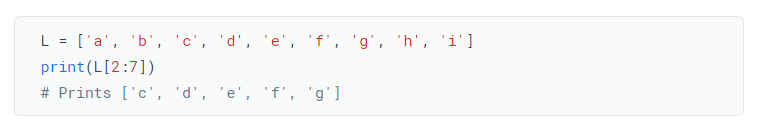 L = ['a', 'b', 'c', 'd', 'e', 'f', 'g', 'h', 'i']
print(L[2:7])
# Prints ['c', 'd', 'e', 'f', 'g']